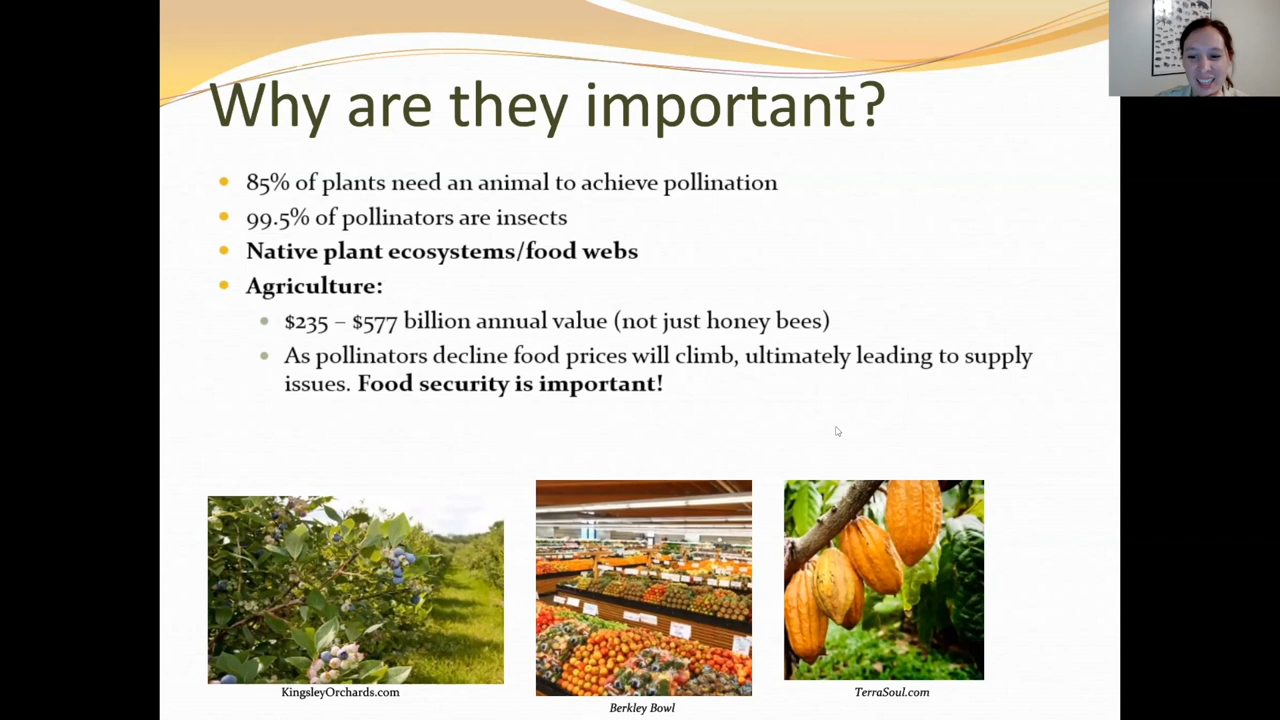 Why are they important?
85% of plants need an animal to achieve pollination
99.5% of pollinators are insects
Native plant ecosystems/food webs
Agriculture:
$235 – $577 billion annual value (not just honey bees)
As pollinators decline food prices will climb, ultimately leading to supply
issues. Food security is important!
KingsleyOrchards.com
Berkley Bowl
TerraSoul.com